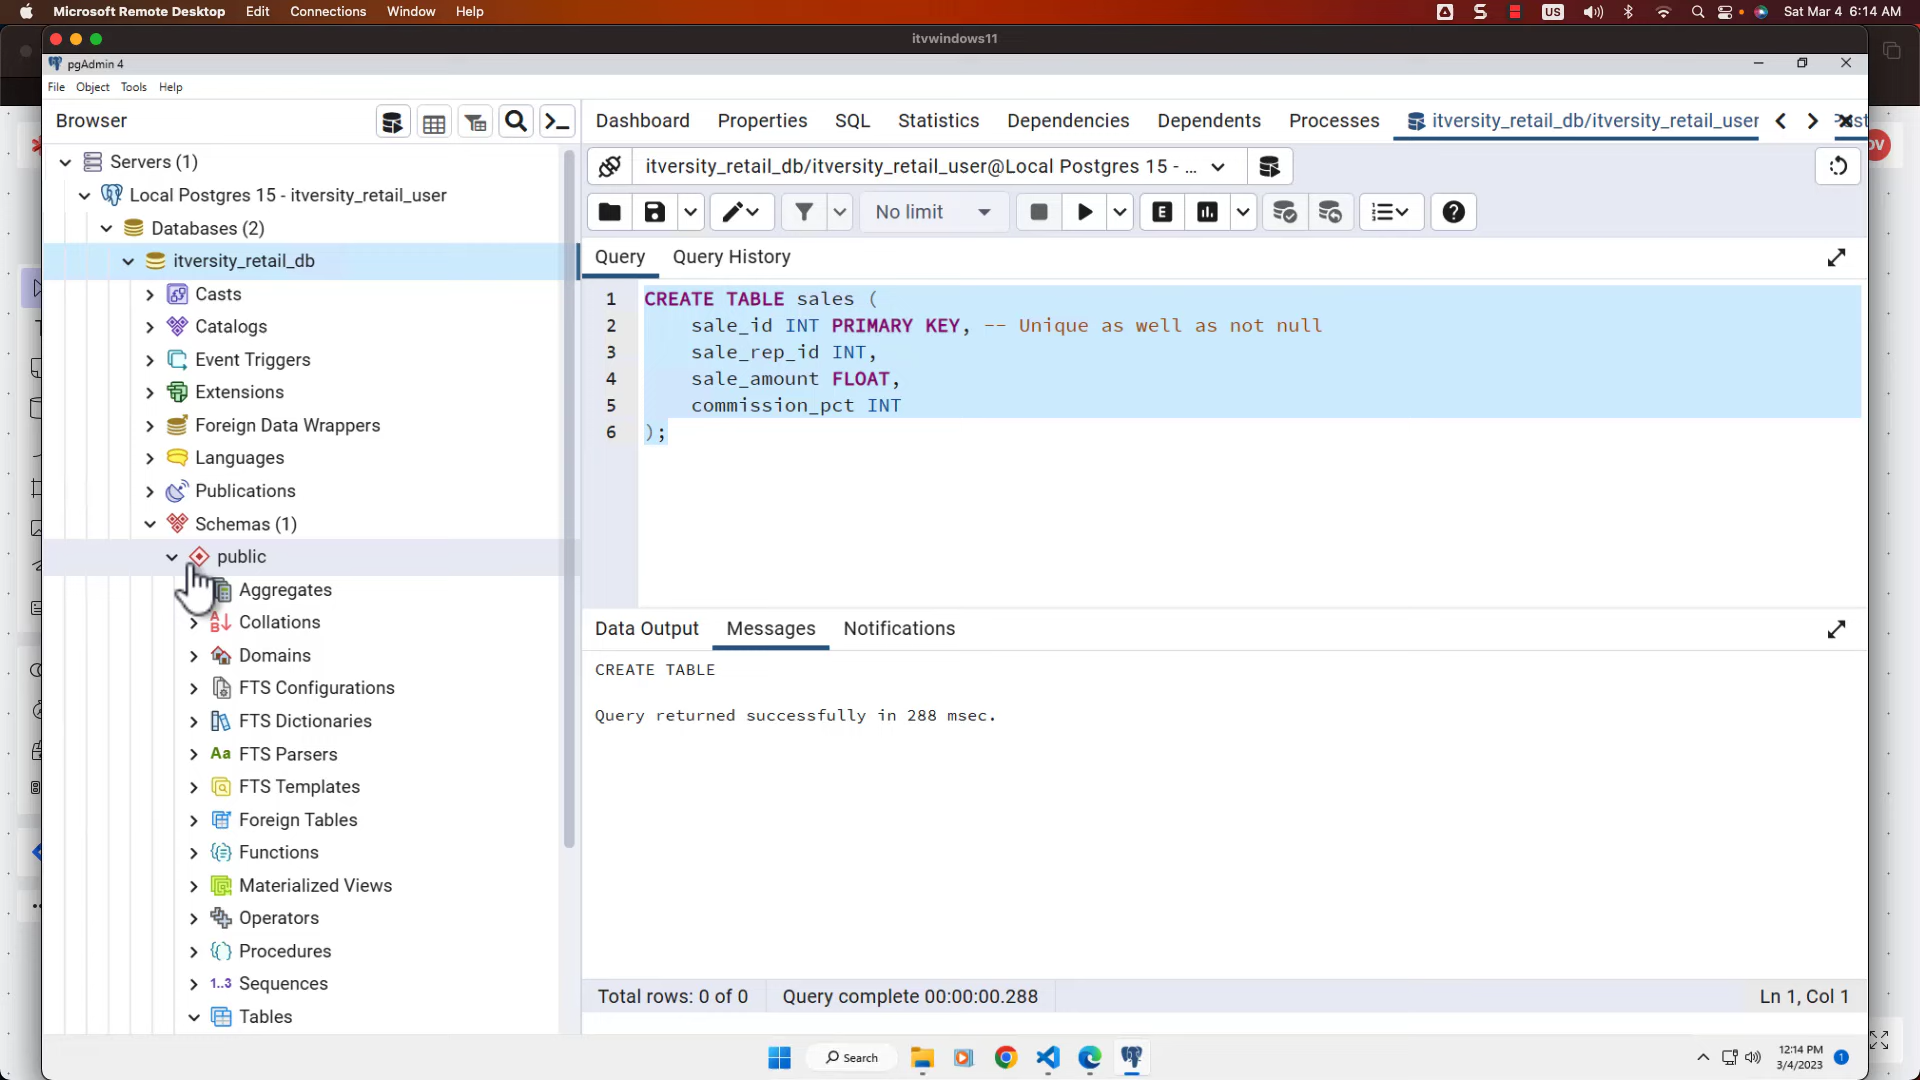 Microsoft Remote Desktop Edit Connections Window Help US Sat Mar 4 6:14 AM
itvwindows11
pgAdmin 4
File Object Tools Help
Browser
Dashboard Properties SQL Statistics Dependencies Dependents Processes itversity_retail_db/itversity_retail_user
Servers (1)
Local Postgres 15 - itversity_retail_user
Databases (2)
itversity_retail_db
Casts
Catalogs
Event Triggers
Extensions
Foreign Data Wrappers
Languages
Publications
Schemas (1)
public
Aggregates
Collations
Domains
FTS Configurations
FTS Dictionaries
Aa FTS Parsers
FTS Templates
Foreign Tables
Functions
Materialized Views
Operators
Procedures
1..3 Sequences
Tables
itversity_retail_db/itversity_retail_user@Local Postgres 15 - ...
No limit E
Query Query History
1 CREATE TABLE sales (
2 sale_id INT PRIMARY KEY, -- Unique as well as not null
3 sale_rep_id INT,
4 sale_amount FLOAT,
5 commission_pct INT
6 );
Data Output Messages Notifications
CREATE TABLE
Query returned successfully in 288 msec.
Total rows: 0 of 0 Query complete 00:00:00.288 Ln 1, Col 1
Search
12:14 PM
3/4/2023
1